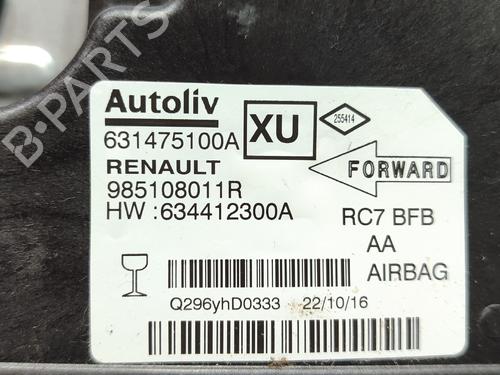 Autoliv
XU
255414
631475100A
RENAULT
FORWARD
985108011R
HW :634412300A
RC7 BFB
AA
AIRBAG
Q296yhD0333 22/10/16
B-PARTS